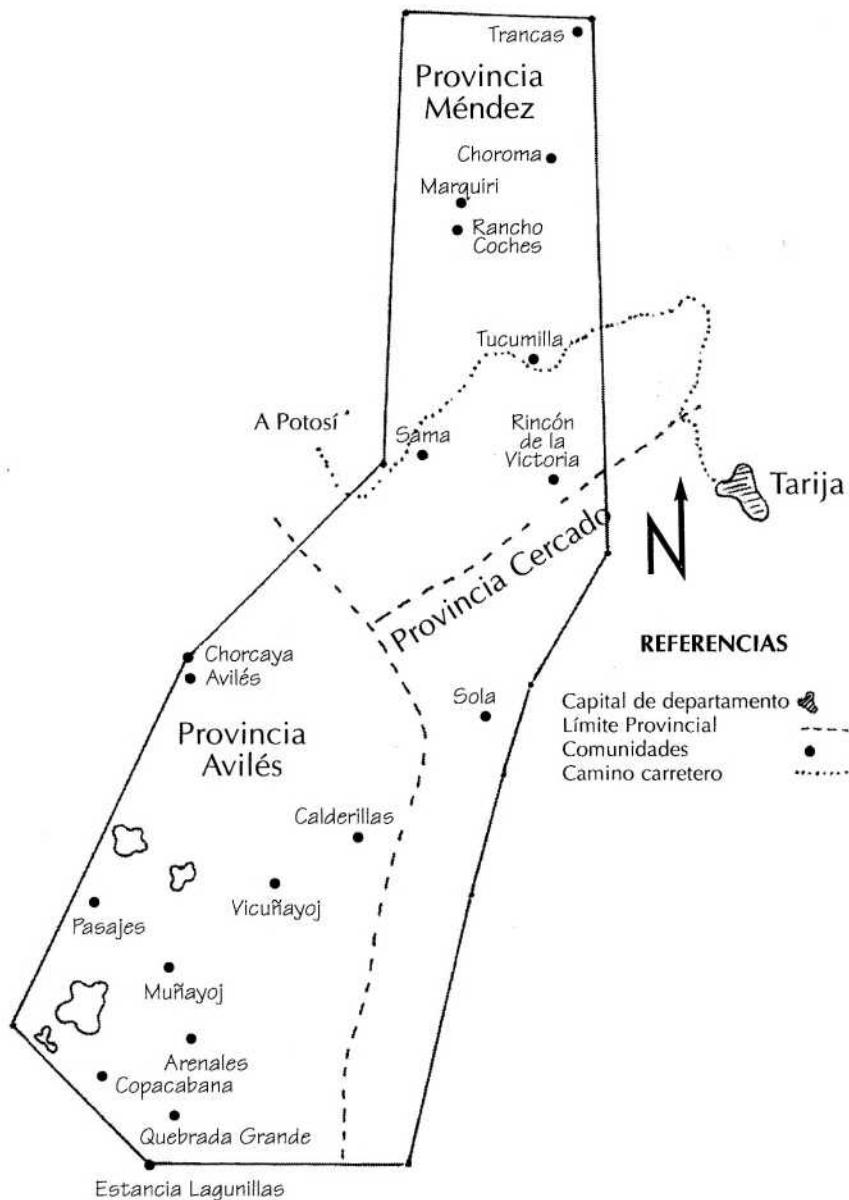 Trancas
Provincia
Méndez
Choroma
Marquiri
Rancho
Coches
Tucumilla
A Potosí
Sama
Rincón
de la
Victoria
Tarija
N
Provincia Cercado
REFERENCIAS
Chorcaya
Avilés
Sola
Capital de departamento
Límite Provincial
Comunidades
Camino carretero
Provincia
Avilés
Calderillas
Vicuñayoj
Pasajes
Muñayoj
Arenales
Copacabana
Quebrada Grande
Estancia Lagunillas